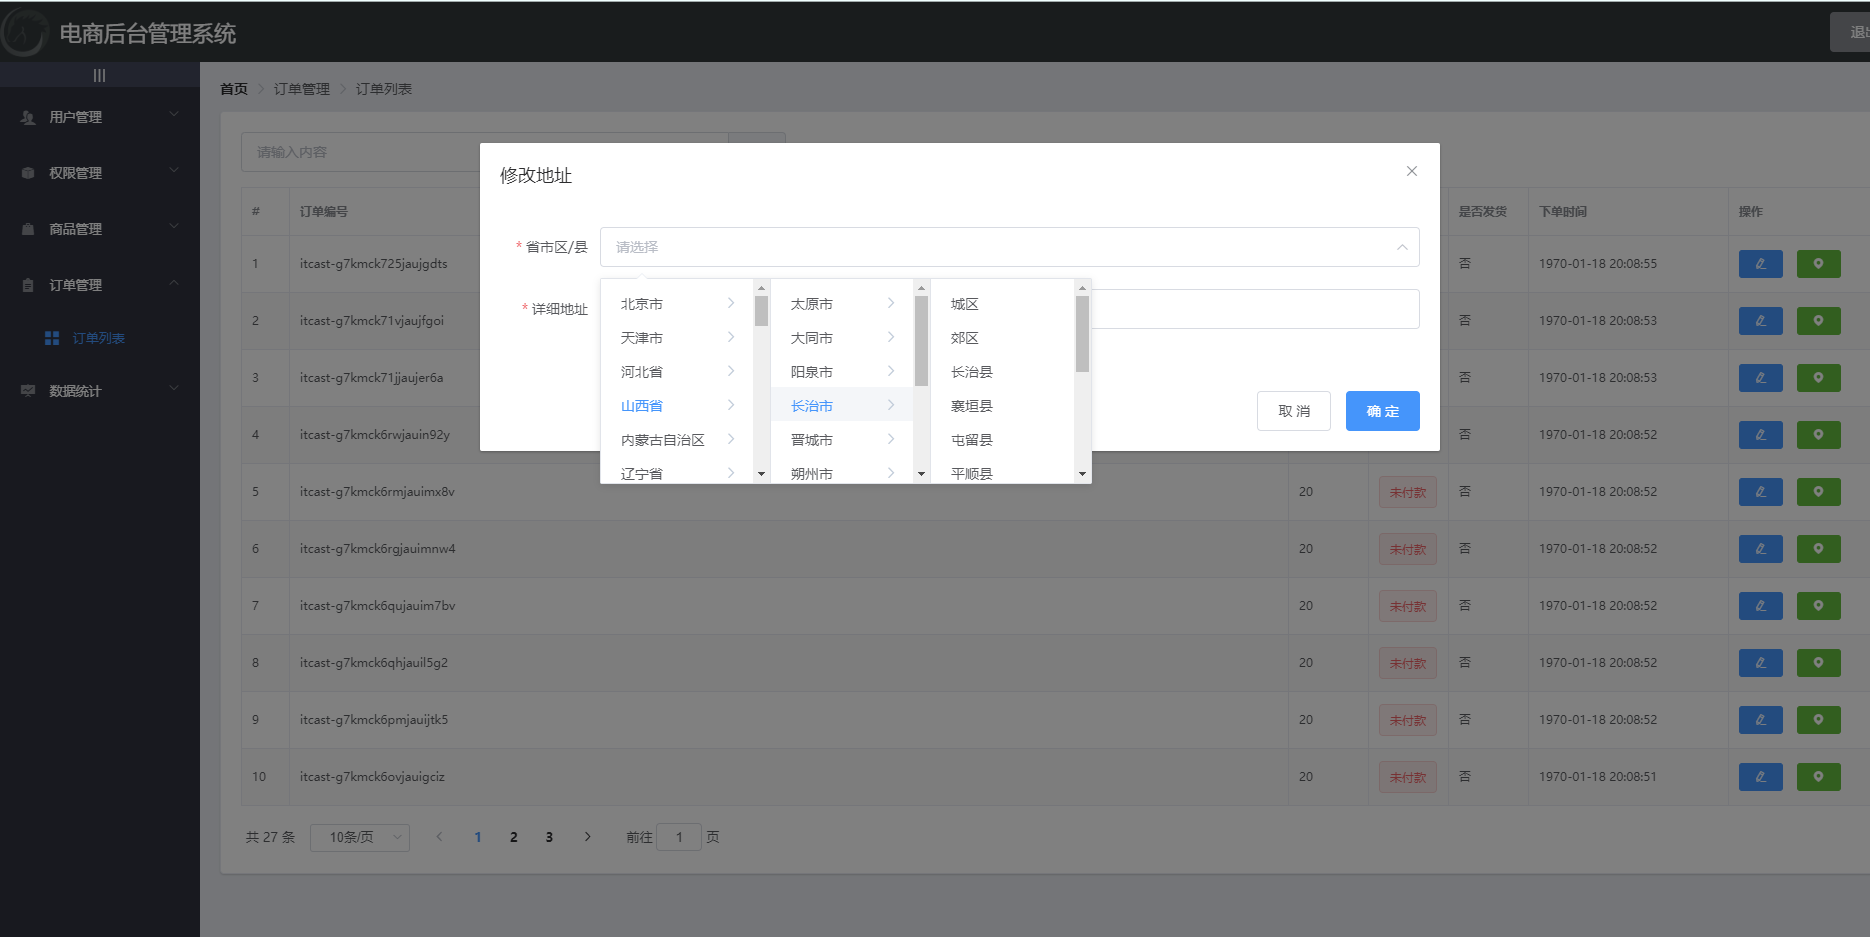 电商后台管理系统
退出
用户管理
权限管理
商品管理
订单管理
订单列表
数据统计
首页 订单管理 订单列表
请输入内容
# 订单编号 是否发货 下单时间 操作
修改地址
* 省市区/县 请选择
* 详细地址
北京市 太原市 城区
天津市 大同市 郊区
河北省 阳泉市 长治县
山西省 长治市 襄垣县
内蒙古自治区 晋城市 屯留县
辽宁省 朔州市 平顺县
取 消 确 定
1 itcast-g7kmck725jaujgdts 否 1970-01-18 20:08:55
2 itcast-g7kmck71vjaujfgoi 否 1970-01-18 20:08:53
3 itcast-g7kmck71jjaujer6a 否 1970-01-18 20:08:53
4 itcast-g7kmck6rwjauin92y 否 1970-01-18 20:08:52
5 itcast-g7kmck6rmjauimx8v 20 未付款 否 1970-01-18 20:08:52
6 itcast-g7kmck6rgjauimnw4 20 未付款 否 1970-01-18 20:08:52
7 itcast-g7kmck6qujauim7bv 20 未付款 否 1970-01-18 20:08:52
8 itcast-g7kmck6qhjauil5g2 20 未付款 否 1970-01-18 20:08:52
9 itcast-g7kmck6pmjauijtk5 20 未付款 否 1970-01-18 20:08:52
10 itcast-g7kmck6ovjauigciz 20 未付款 否 1970-01-18 20:08:51
共 27 条 10条/页 1 2 3 前往 1 页